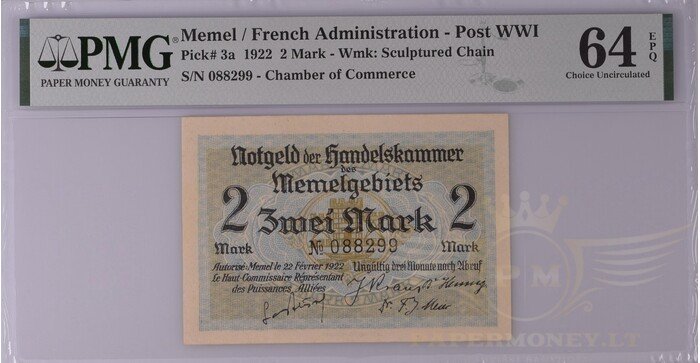 PMG
PAPER MONEY GUARANTY
Memel / French Administration - Post WWI
Pick# 3a 1922 2 Mark - Wmk: Sculptured Chain
S/N 088299 - Chamber of Commerce
64 EPQ
Choice Uncirculated
Notgeld der Handelskammer
des
Memelgebiets
2 Zwei Mark 2
Mark № 088299 Mark
Autorisé-Memel le 22 Février 1922
Le Haut-Commissaire Représentant
des Puissances Alliées
Ungültig drei Monate nach Abruf
PM
PAPERMONEY.LT